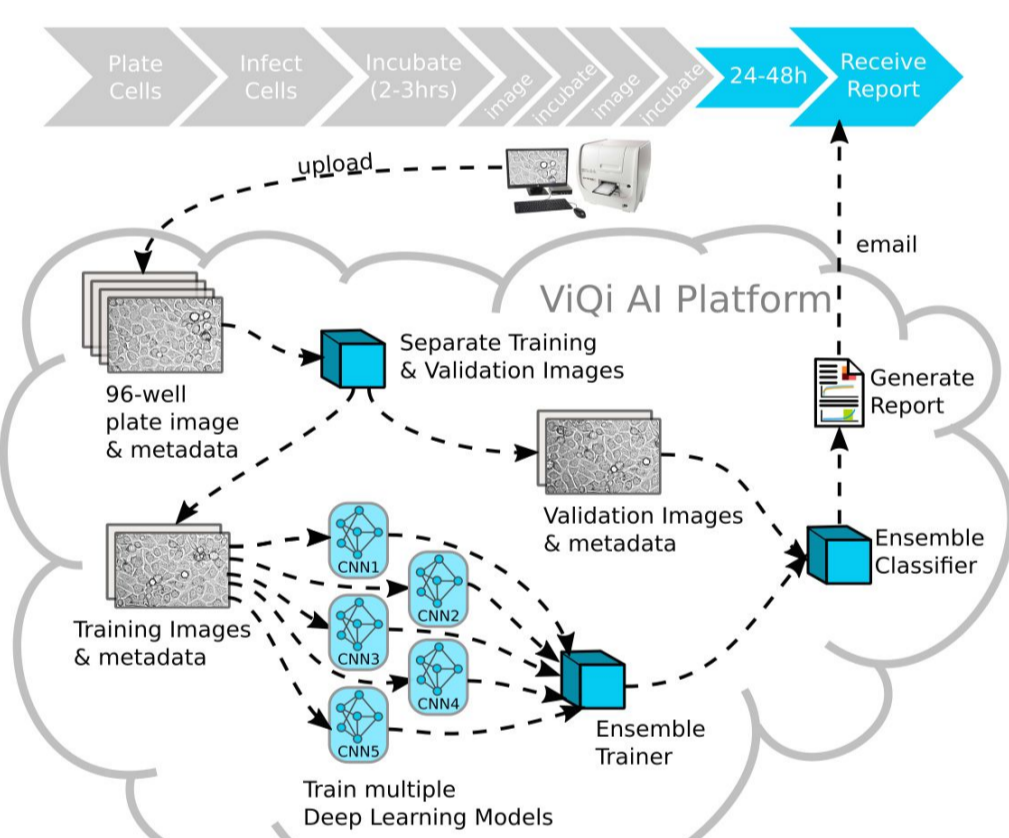 Plate
Cells
Infect
Cells
Incubate
(2-3hrs)
image
incubate
image
incubate
24-48h
Receive
Report
upload
email
ViQi AI Platform
96-well
plate image
& metadata
Separate Training
& Validation Images
Generate
Report
Validation Images
& metadata
Ensemble
Classifier
Training Images
& metadata
CNN1
CNN2
CNN3
CNN4
CNN5
Ensemble
Trainer
Train multiple
Deep Learning Models